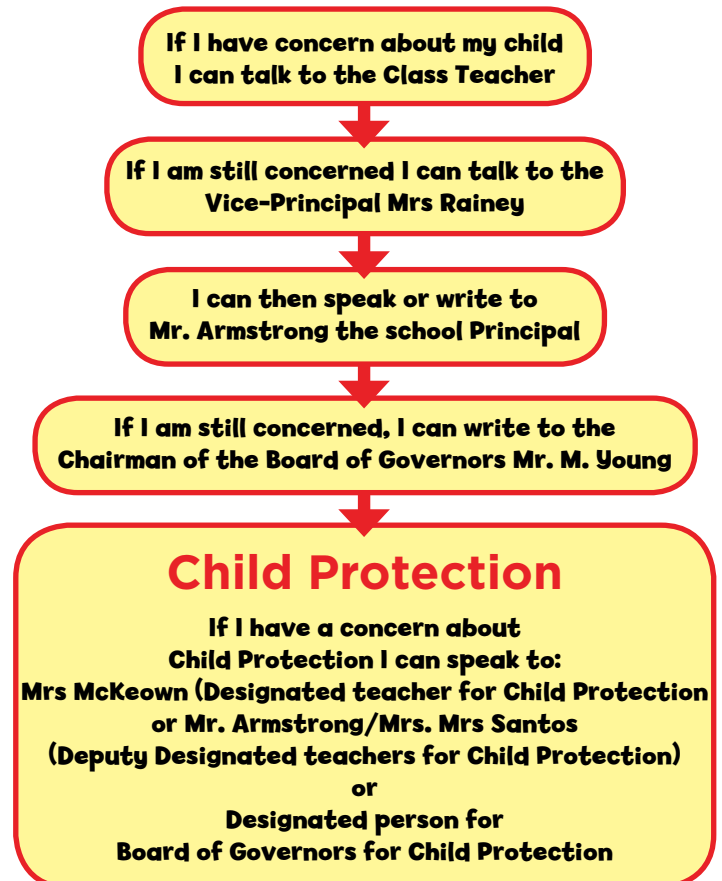 If I have concern about my child
I can talk to the Class Teacher
If I am still concerned I can talk to the
Vice-Principal Mrs Rainey
I can then speak or write to
Mr. Armstrong the school Principal
If I am still concerned, I can write to the
Chairman of the Board of Governors Mr. M. Young
Child Protection
If I have a concern about
Child Protection I can speak to:
Mrs McKeown (Designated teacher for Child Protection
or Mr. Armstrong/Mrs. Mrs Santos
(Deputy Designated teachers for Child Protection)
or
Designated person for
Board of Governors for Child Protection